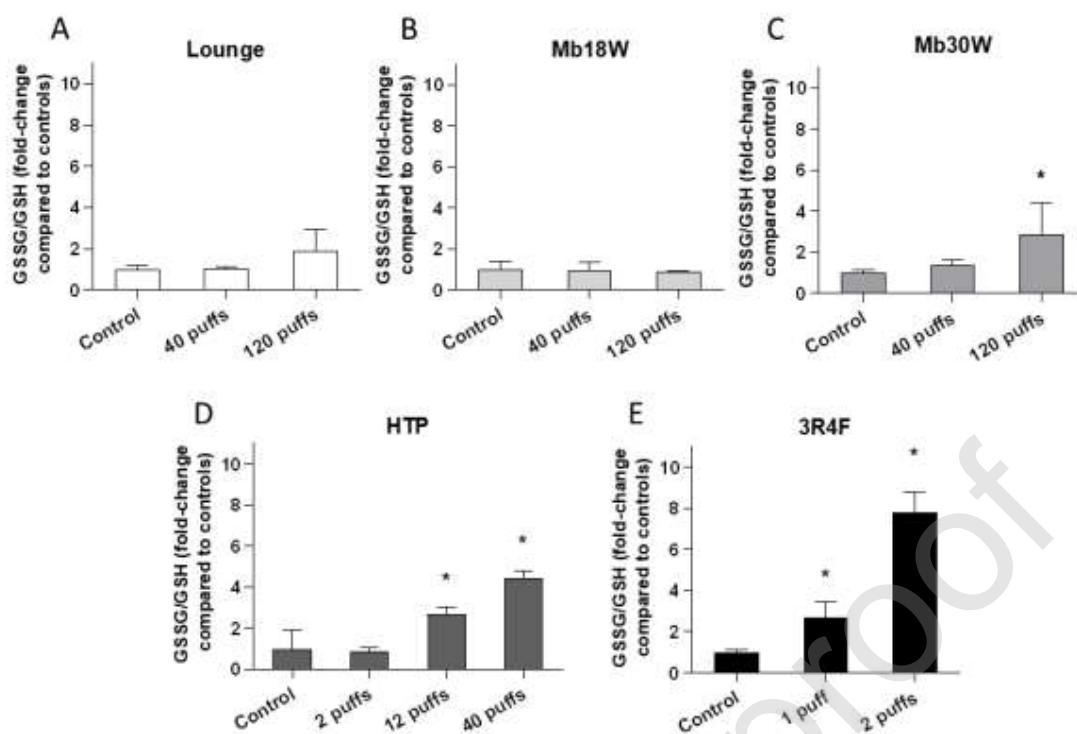 A
Lounge
GSSG/GSH (fold-change
compared to controls)
10
8
6
4
2
0
Control
40 puffs
120 puffs
B
Mb18W
GSSG/GSH (fold-change
compared to controls)
10
8
6
4
2
0
Control
40 puffs
120 puffs
C
Mb30W
GSSG/GSH (fold-change
compared to controls)
10
8
6
4
2
0
*
Control
40 puffs
120 puffs
D
HTP
GSSG/GSH (fold-change
compared to controls)
10
8
6
4
2
0
*
*
Control
2 puffs
12 puffs
40 puffs
E
3R4F
GSSG/GSH (fold-change
compared to controls)
10
8
6
4
2
0
*
*
Control
1 puff
2 puffs
proof